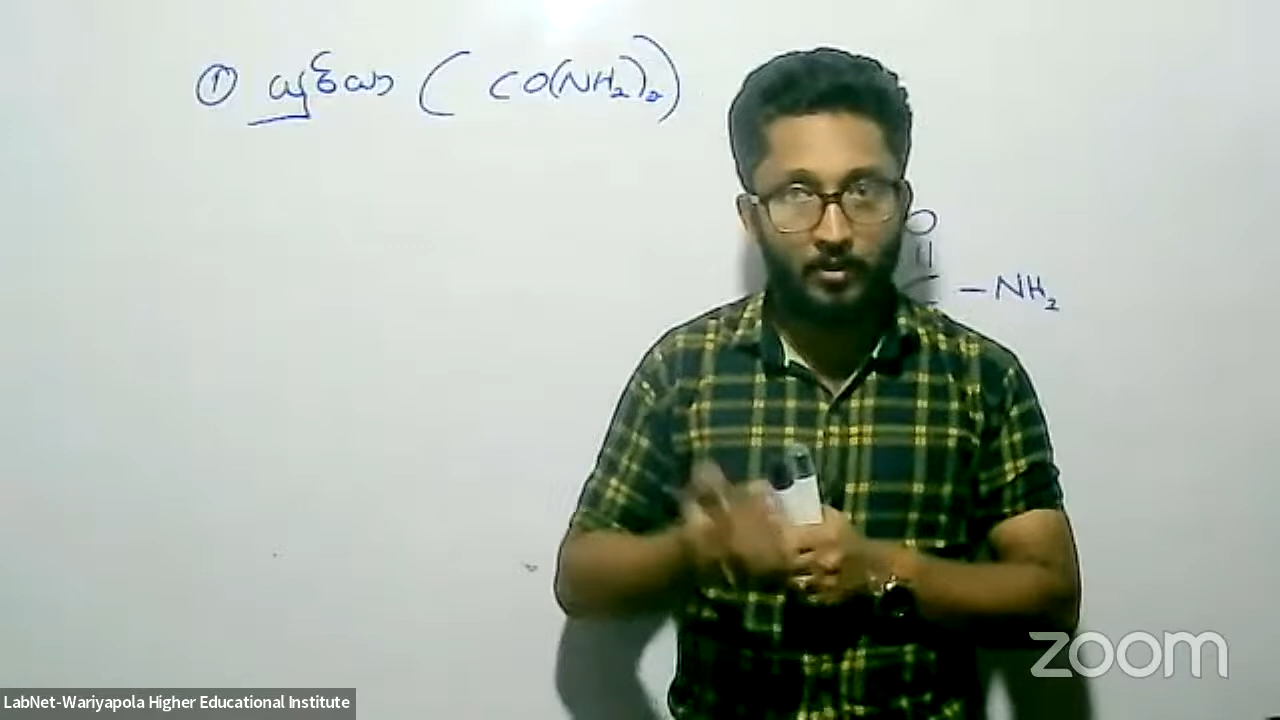 ① යූරියා ( CO(NH₂)₂)
O
||
C – NH₂
zoom
LabNet-Wariyapola Higher Educational Institute